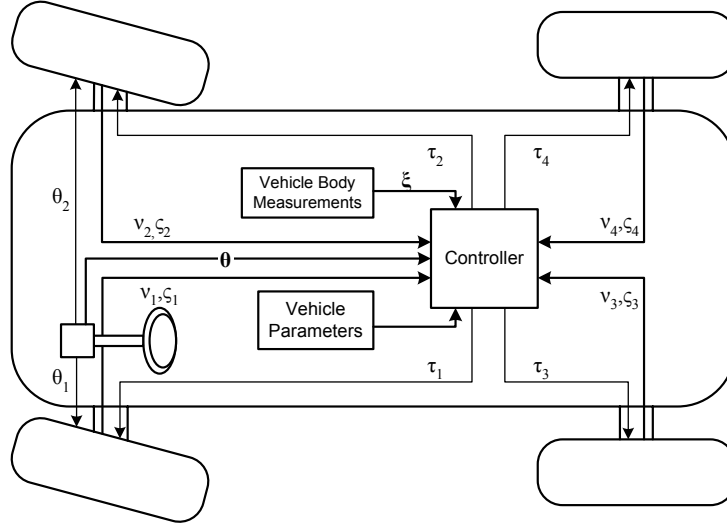 τ2
τ4
Vehicle Body
Measurements
ξ
θ2
ν2,ς2
ν4,ς4
Controller
θ
ν1,ς1
ν3,ς3
Vehicle
Parameters
θ1
τ1
τ3